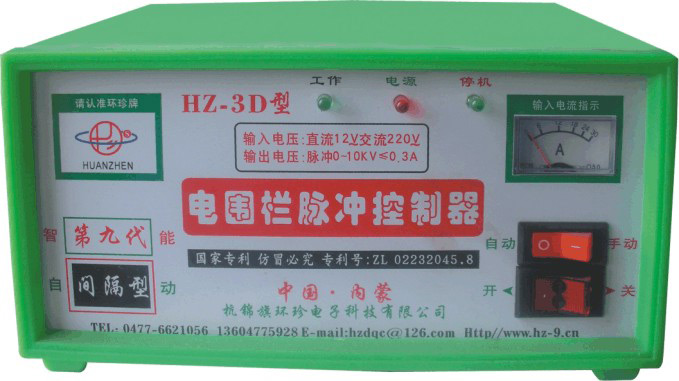 工作 电源 停机
请认准环珍牌
HZ-3D型
输入电流指示
HUANZHEN
输入电压:直流12V交流220V
输出电压:脉冲0-10KV≤0.3A
A
电围栏脉冲控制器
智 第九代 能
自动 手动
国家专利 仿冒必究 专利号:ZL 02232045.8
自 间隔型 动
中国·内蒙
开 关
杭锦旗环珍电子科技有限公司
TEL: 0477-6621056 13604775928 E-mail:hzdqc@126.com Http//www.hz-9.cn